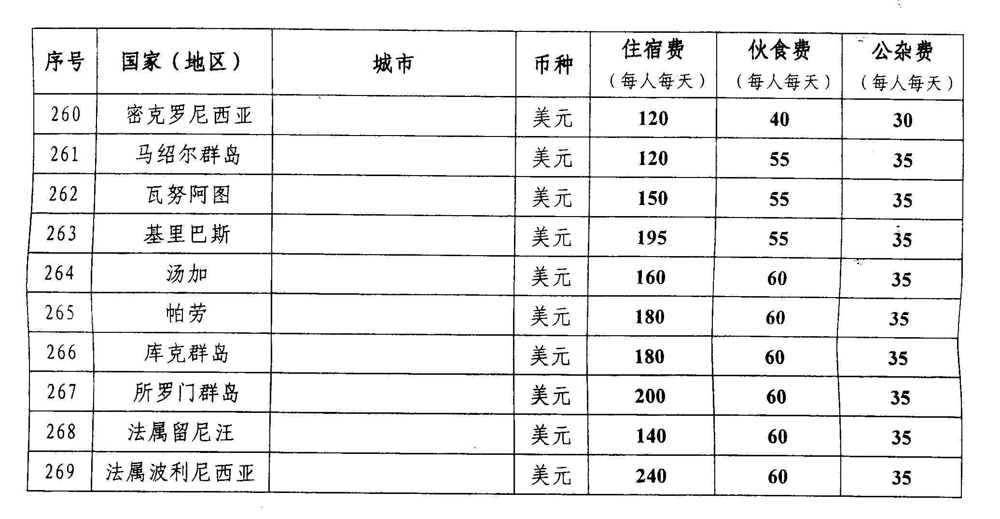 序号 国家（地区） 城市 币种 住宿费 伙食费 公杂费
（每人每天） （每人每天） （每人每天）
260 密克罗尼西亚 美元 120 40 30
261 马绍尔群岛 美元 120 55 35
262 瓦努阿图 美元 150 55 35
263 基里巴斯 美元 195 55 35
264 汤加 美元 160 60 35
265 帕劳 美元 180 60 35
266 库克群岛 美元 180 60 35
267 所罗门群岛 美元 200 60 35
268 法属留尼汪 美元 140 60 35
269 法属波利尼西亚 美元 240 60 35